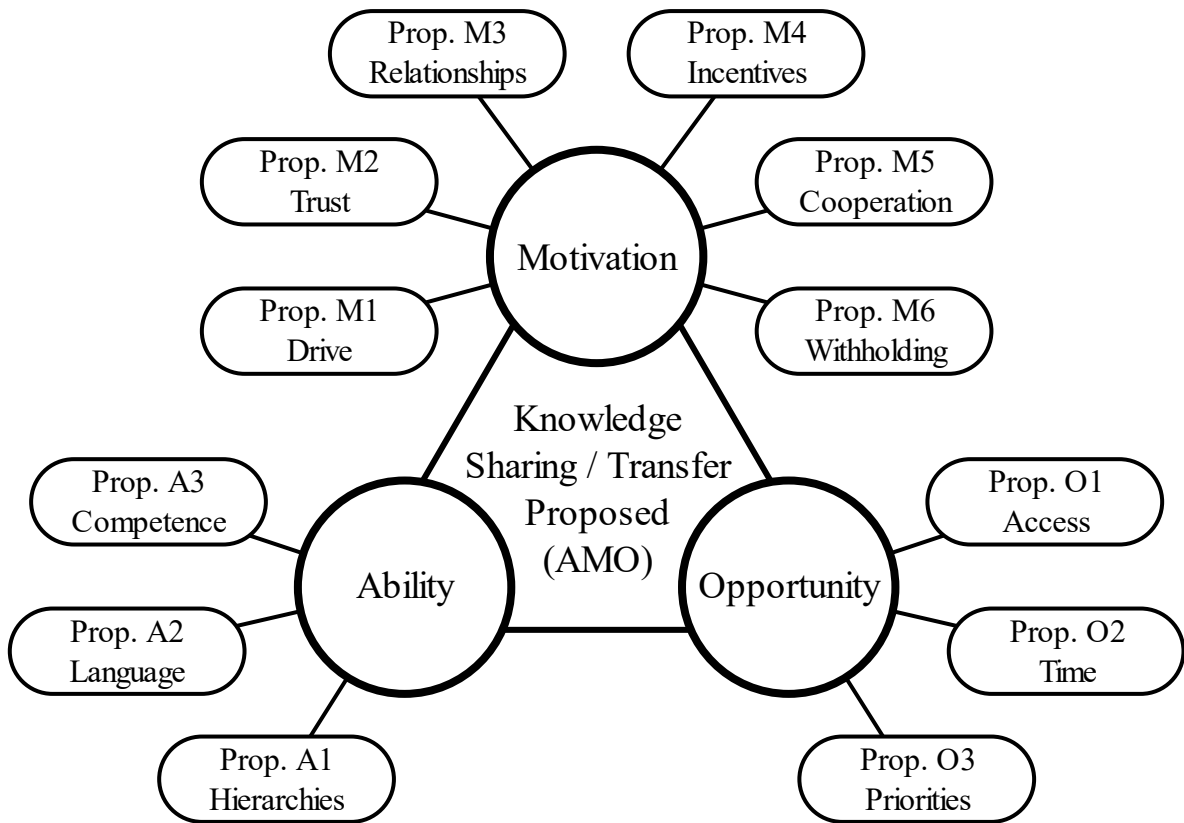 Prop. M3
Relationships
Prop. M4
Incentives
Prop. M2
Trust
Prop. M5
Cooperation
Motivation
Prop. M1
Drive
Prop. M6
Withholding
Knowledge
Sharing / Transfer
Proposed
(AMO)
Prop. A3
Competence
Prop. O1
Access
Ability
Opportunity
Prop. A2
Language
Prop. O2
Time
Prop. A1
Hierarchies
Prop. O3
Priorities